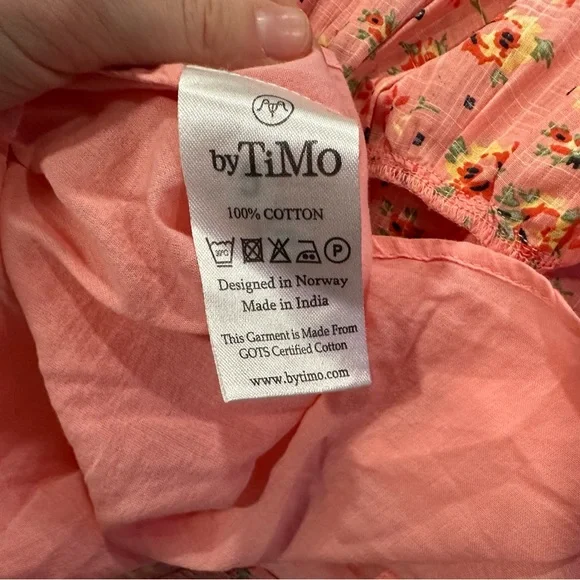 byTiMo
100% COTTON
30°C P
Designed in Norway
Made in India
This Garment is Made From
GOTS Certified Cotton
www.bytimo.com